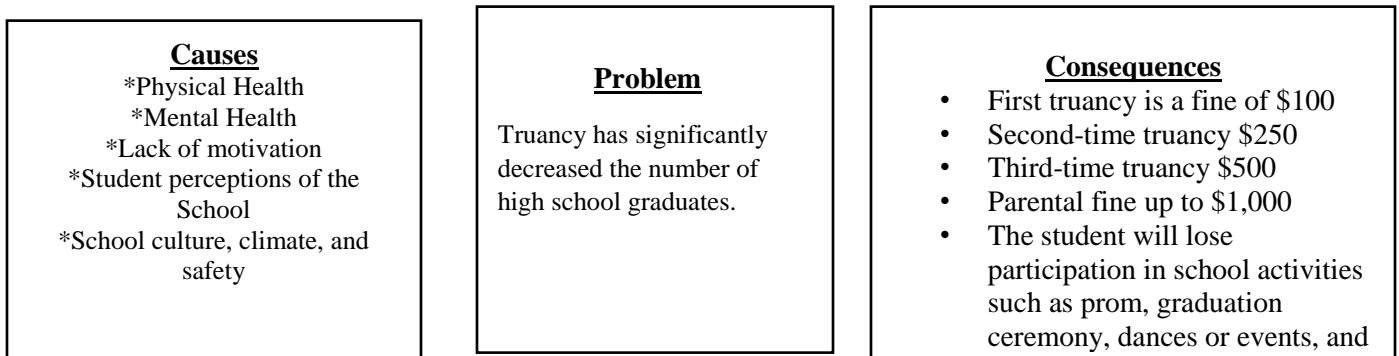 Causes
*Physical Health
*Mental Health
*Lack of motivation
*Student perceptions of the
School
*School culture, climate, and
safety
Problem
Truancy has significantly
decreased the number of
high school graduates.
Consequences
• First truancy is a fine of $100
• Second-time truancy $250
• Third-time truancy $500
• Parental fine up to $1,000
• The student will lose
participation in school activities
such as prom, graduation
ceremony, dances or events, and